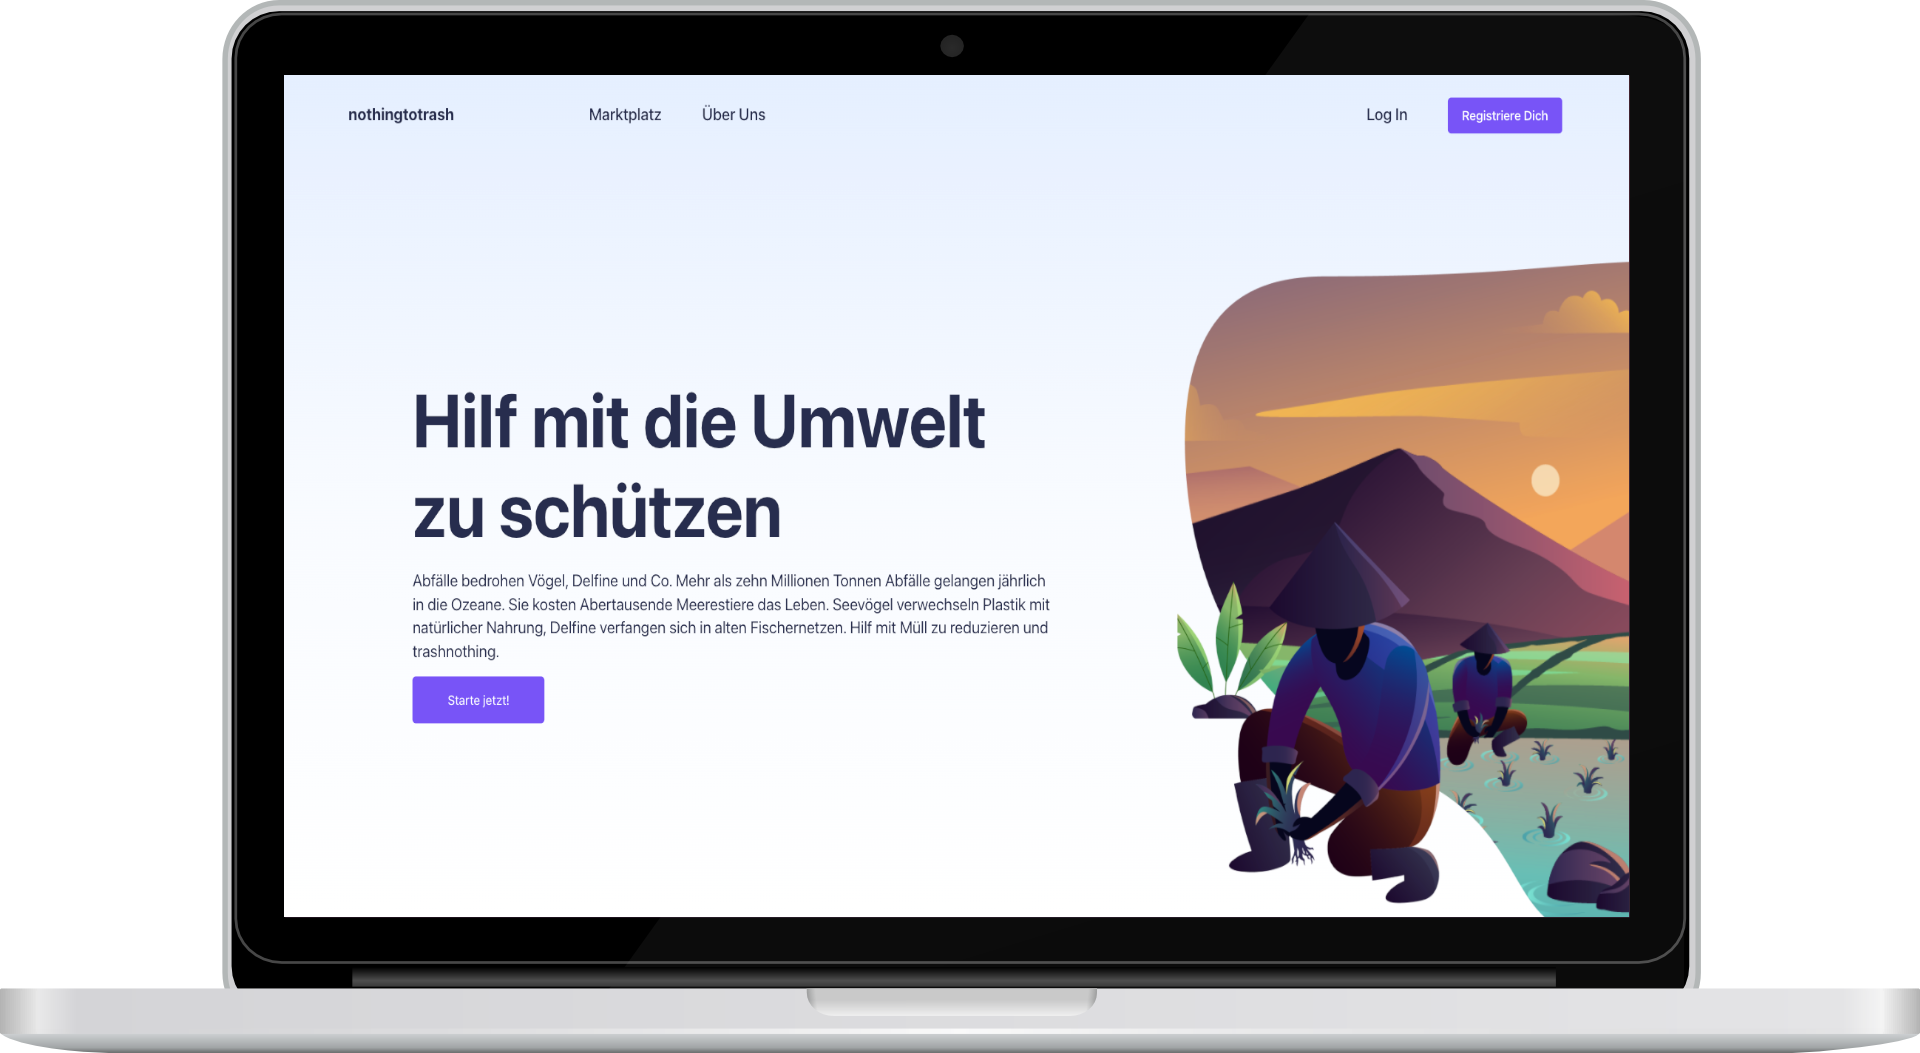 nothingtotrash
Marktplatz
Über Uns
Log In
Registriere Dich
Hilf mit die Umwelt
zu schützen
Abfälle bedrohen Vögel, Delfine und Co. Mehr als zehn Millionen Tonnen Abfälle gelangen jährlich
in die Ozeane. Sie kosten Abertausende Meerestiere das Leben. Seevögel verwechseln Plastik mit
natürlicher Nahrung, Delfine verfangen sich in alten Fischernetzen. Hilf mit Müll zu reduzieren und
trashnothing.
Starte jetzt!